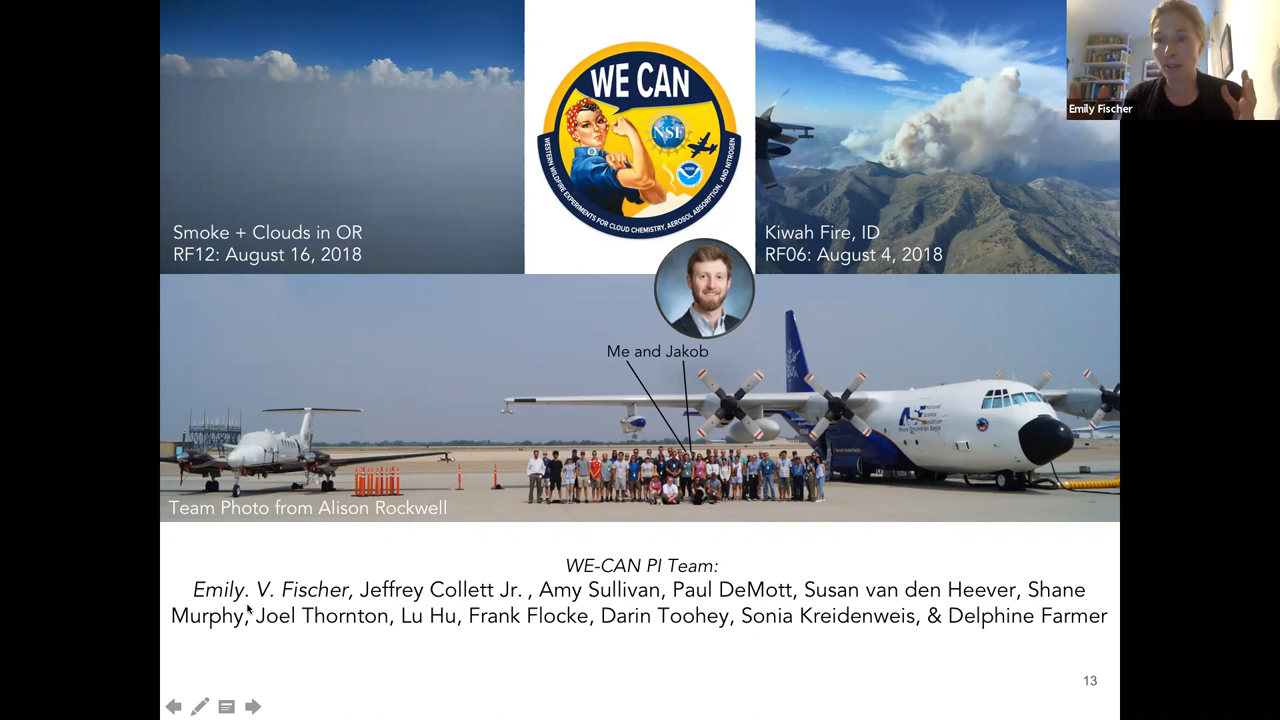 WE CAN
NSF
WESTERN WILDFIRE EXPERIMENTS FOR CLOUD CHEMISTRY, AEROSOL ABSORPTION, AND NITROGEN
Emily Fischer
Smoke + Clouds in OR
RF12: August 16, 2018
Kiwah Fire, ID
RF06: August 4, 2018
Me and Jakob
Team Photo from Alison Rockwell
WE-CAN PI Team:
Emily. V. Fischer, Jeffrey Collett Jr. , Amy Sullivan, Paul DeMott, Susan van den Heever, Shane
Murphy, Joel Thornton, Lu Hu, Frank Flocke, Darin Toohey, Sonia Kreidenweis, & Delphine Farmer
13